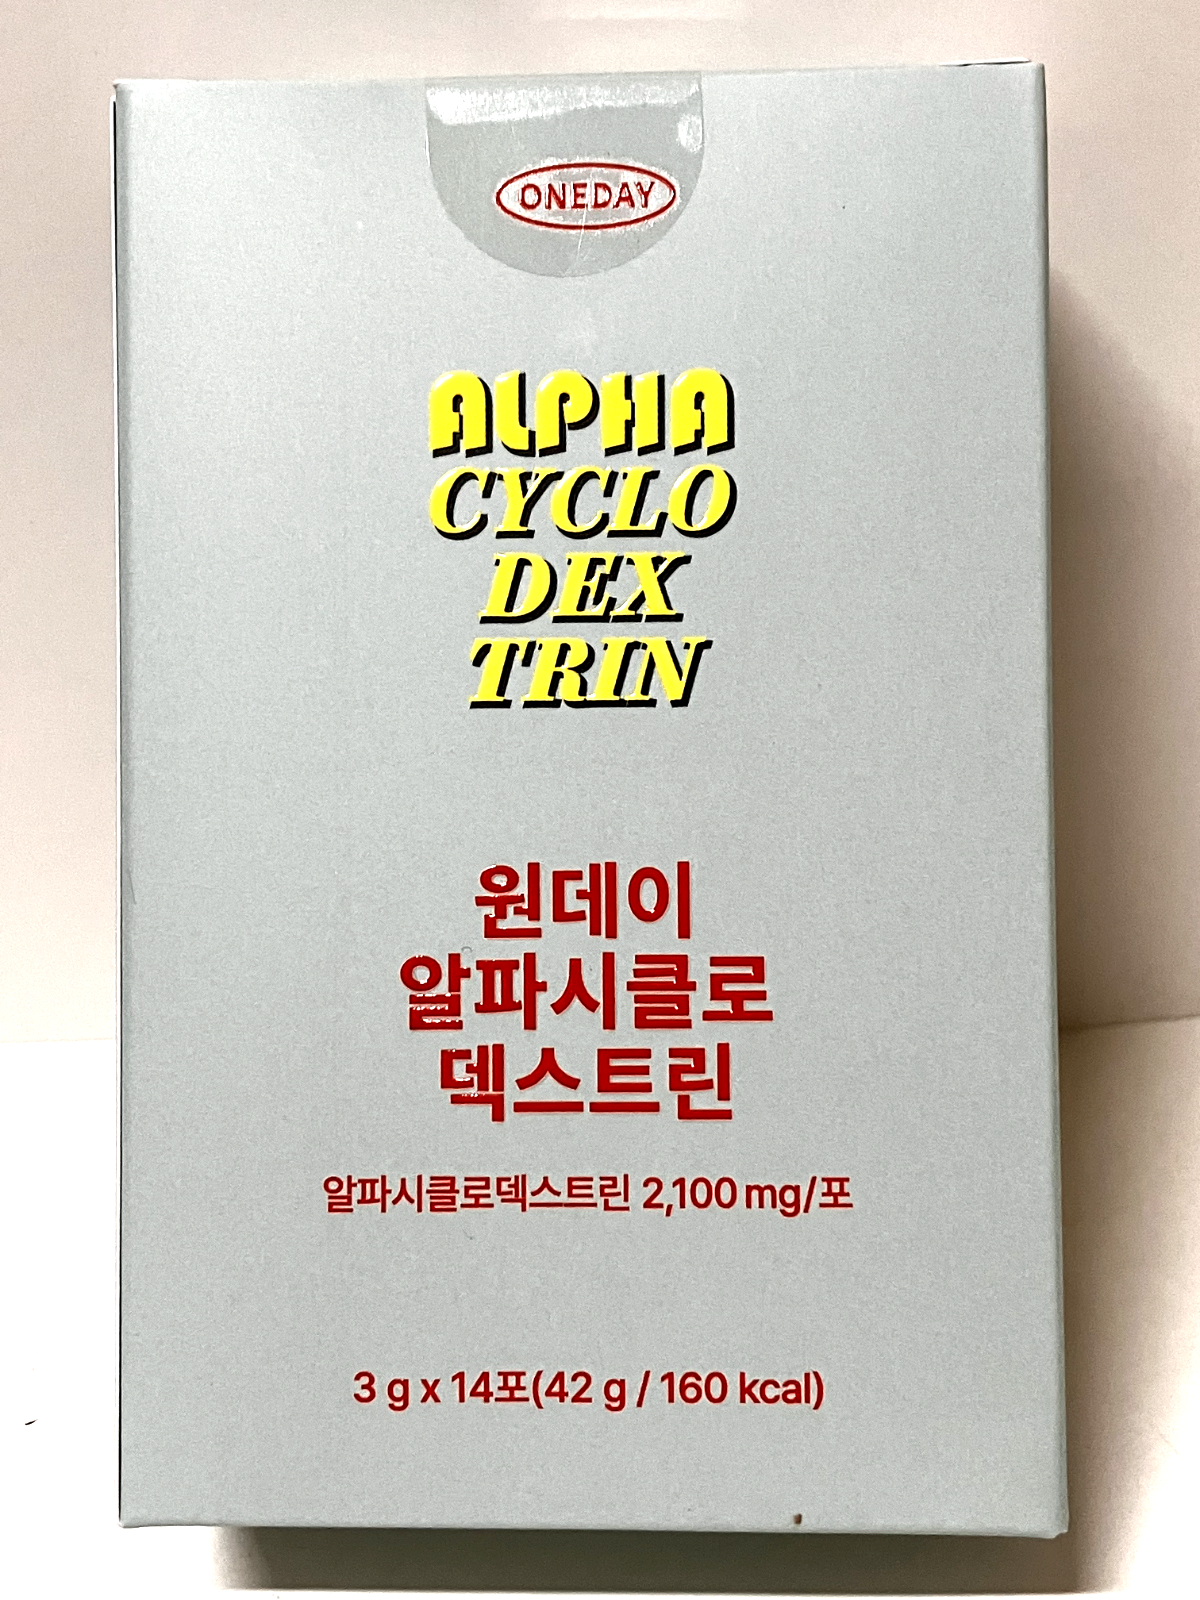 ONEDAY
ALPHA
CYCLO
DEX
TRIN
원데이
알파시클로
덱스트린
알파시클로덱스트린 2,100 mg/포
3 g x 14포(42 g / 160 kcal)